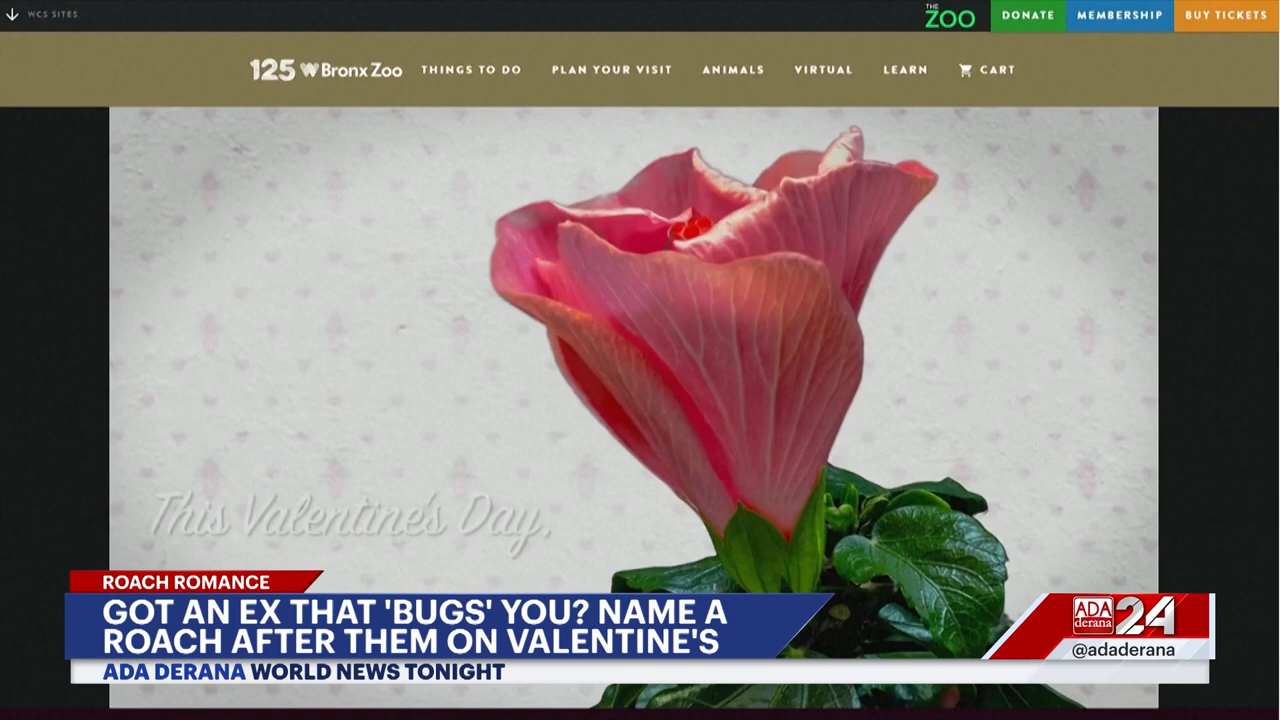 WCS SITES
THE ZOO
DONATE
MEMBERSHIP
BUY TICKETS
125 Bronx Zoo
THINGS TO DO
PLAN YOUR VISIT
ANIMALS
VIRTUAL
LEARN
CART
This Valentine's Day,
ROACH ROMANCE
GOT AN EX THAT 'BUGS' YOU? NAME A
ROACH AFTER THEM ON VALENTINE'S
ADA DERANA WORLD NEWS TONIGHT
ADA
derana
24
@adaderana